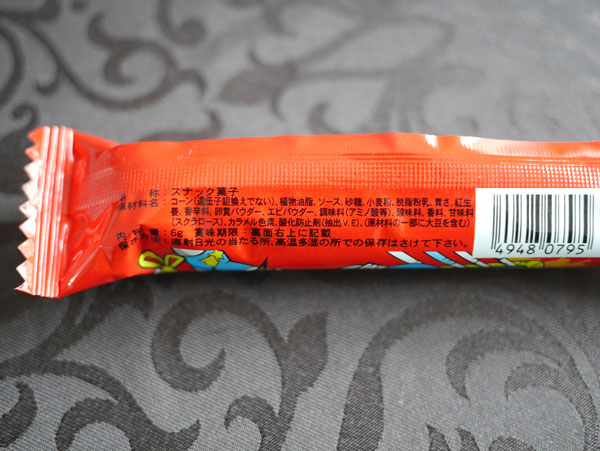 名 称：スナック菓子
原材料名：コーン(遺伝子組換えでない)、植物油脂、ソース、砂糖、小麦粉、脱脂粉乳、青さ、紅生
姜、香辛料、卵黄パウダー、エビパウダー、調味料(アミノ酸等)、酸味料、香料、甘味料
(スクラロース)、カラメル色素、酸化防止剤(抽出V.E)、(原材料の一部に大豆を含む)
内容量：6g 賞味期限：裏面右上に記載
保存方法：直射日光の当たる所、高温多湿の所での保存はさけて下さい。
4948 0795